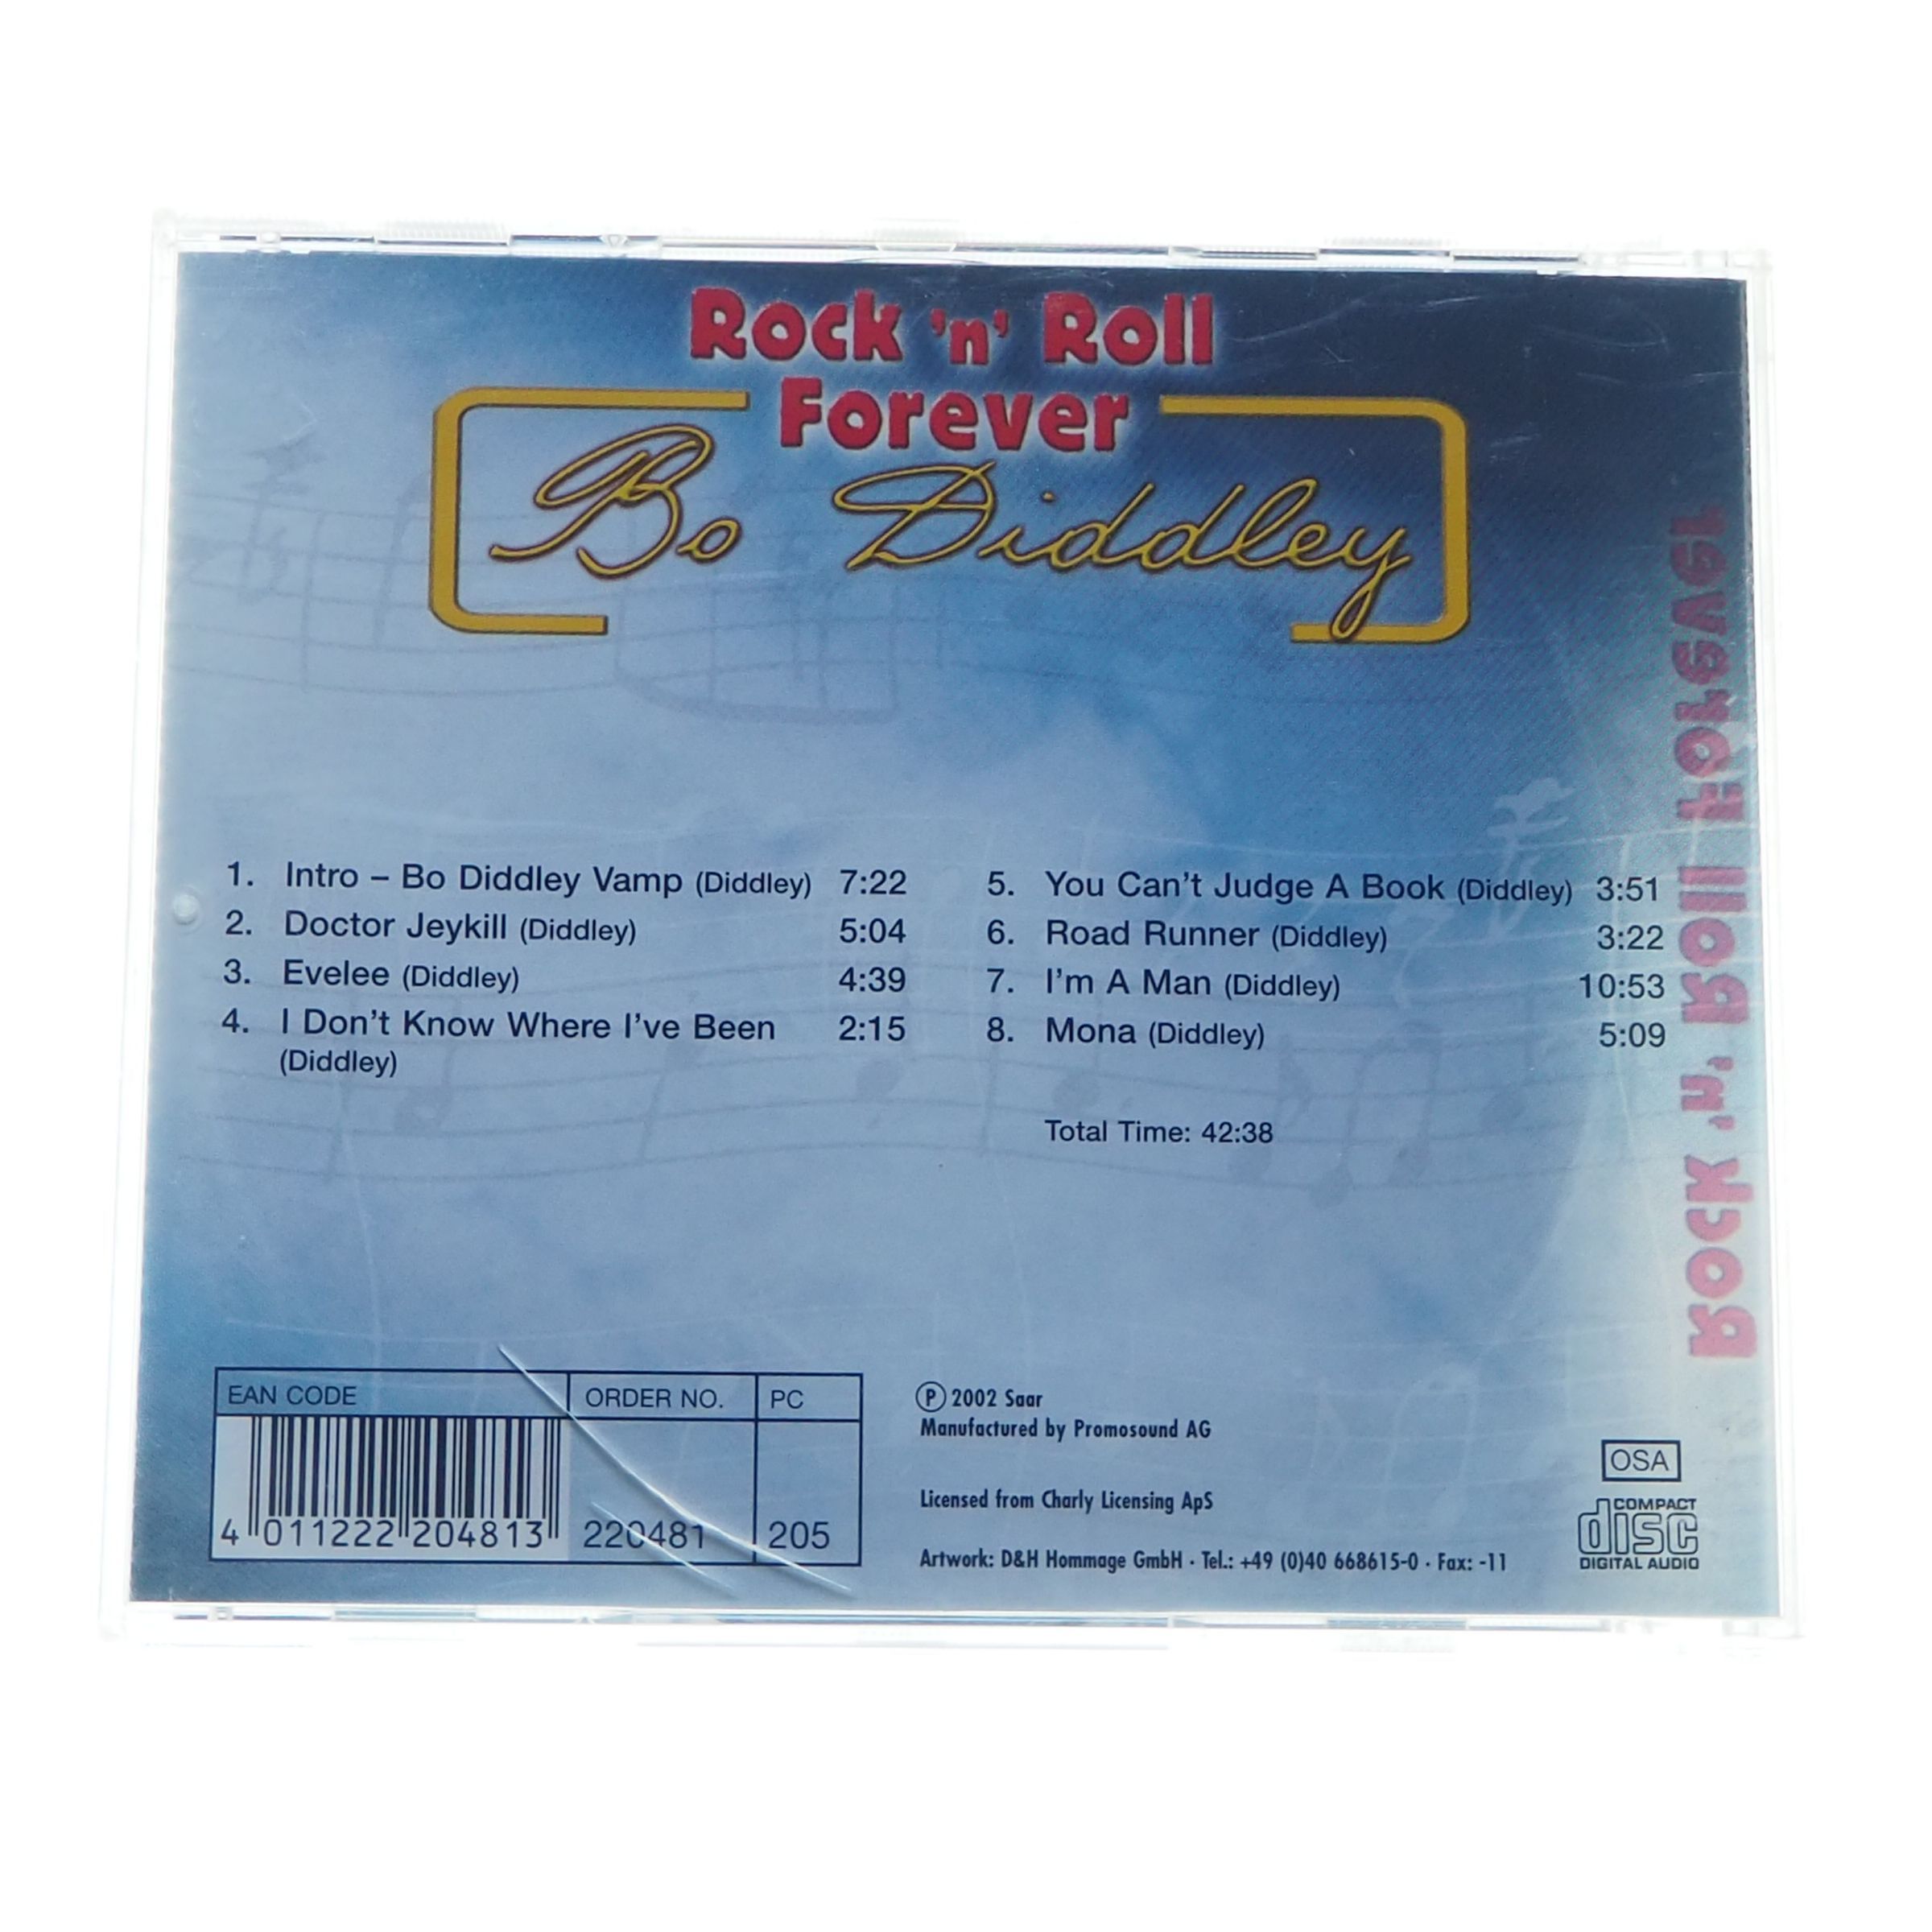 Rock 'n' Roll
Forever
Bo Diddley
Rock 'n' Roll Forever
1. Intro – Bo Diddley Vamp (Diddley) 7:22
2. Doctor Jeykill (Diddley) 5:04
3. Evelee (Diddley) 4:39
4. I Don't Know Where I've Been 2:15
(Diddley)
5. You Can't Judge A Book (Diddley) 3:51
6. Road Runner (Diddley) 3:22
7. I'm A Man (Diddley) 10:53
8. Mona (Diddley) 5:09
Total Time: 42:38
EAN CODE ORDER NO. PC
4 011222 204813 220481 205
Ⓟ 2002 Saar
Manufactured by Promosound AG
Licensed from Charly Licensing ApS
Artwork: D&H Hommage GmbH · Tel.: +49 (0)40 668615-0 · Fax: -11
OSA
COMPACT
disc
DIGITAL AUDIO